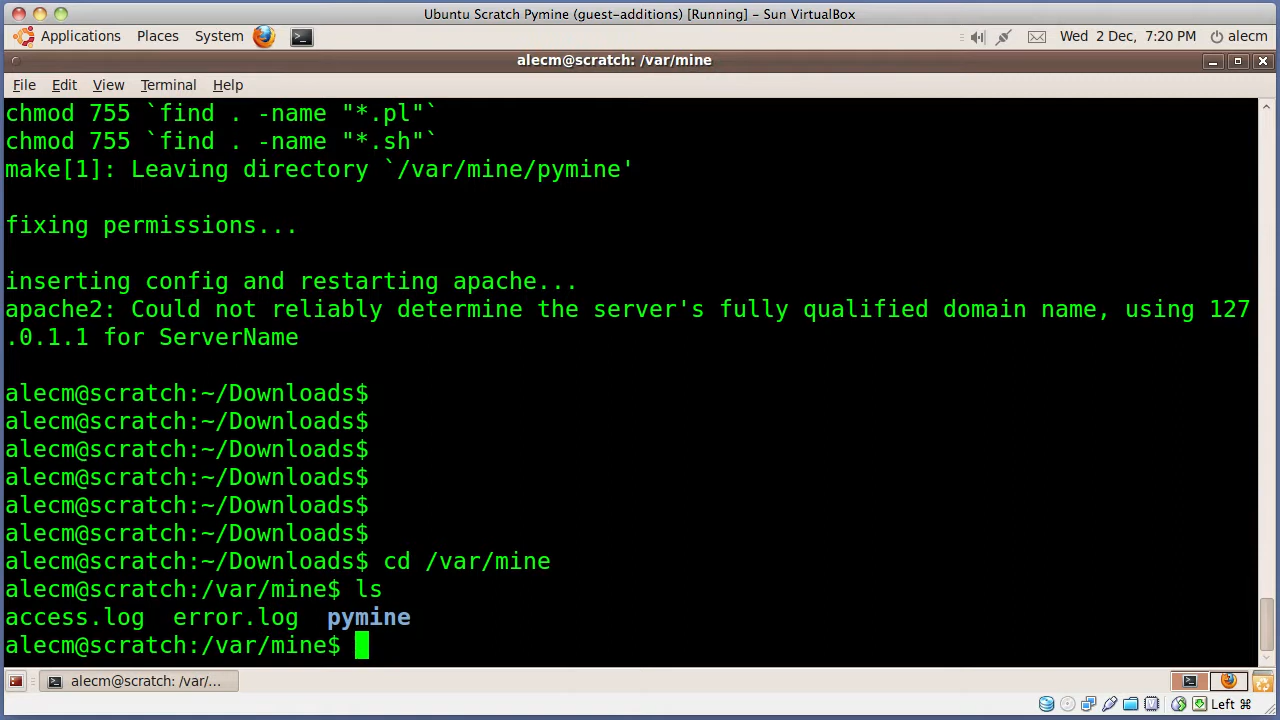 Ubuntu Scratch Pymine (guest-additions) [Running] – Sun VirtualBox
Applications Places System Wed 2 Dec, 7:20 PM alecm
alecm@scratch: /var/mine
File Edit View Terminal Help
chmod 755 `find . -name "*.pl"`
chmod 755 `find . -name "*.sh"`
make[1]: Leaving directory `/var/mine/pymine'
fixing permissions...
inserting config and restarting apache...
apache2: Could not reliably determine the server's fully qualified domain name, using 127
.0.1.1 for ServerName
alecm@scratch:~/Downloads$
alecm@scratch:~/Downloads$
alecm@scratch:~/Downloads$
alecm@scratch:~/Downloads$
alecm@scratch:~/Downloads$
alecm@scratch:~/Downloads$
alecm@scratch:~/Downloads$ cd /var/mine
alecm@scratch:/var/mine$ ls
access.log error.log pymine
alecm@scratch:/var/mine$
alecm@scratch: /var/...
Left ⌘